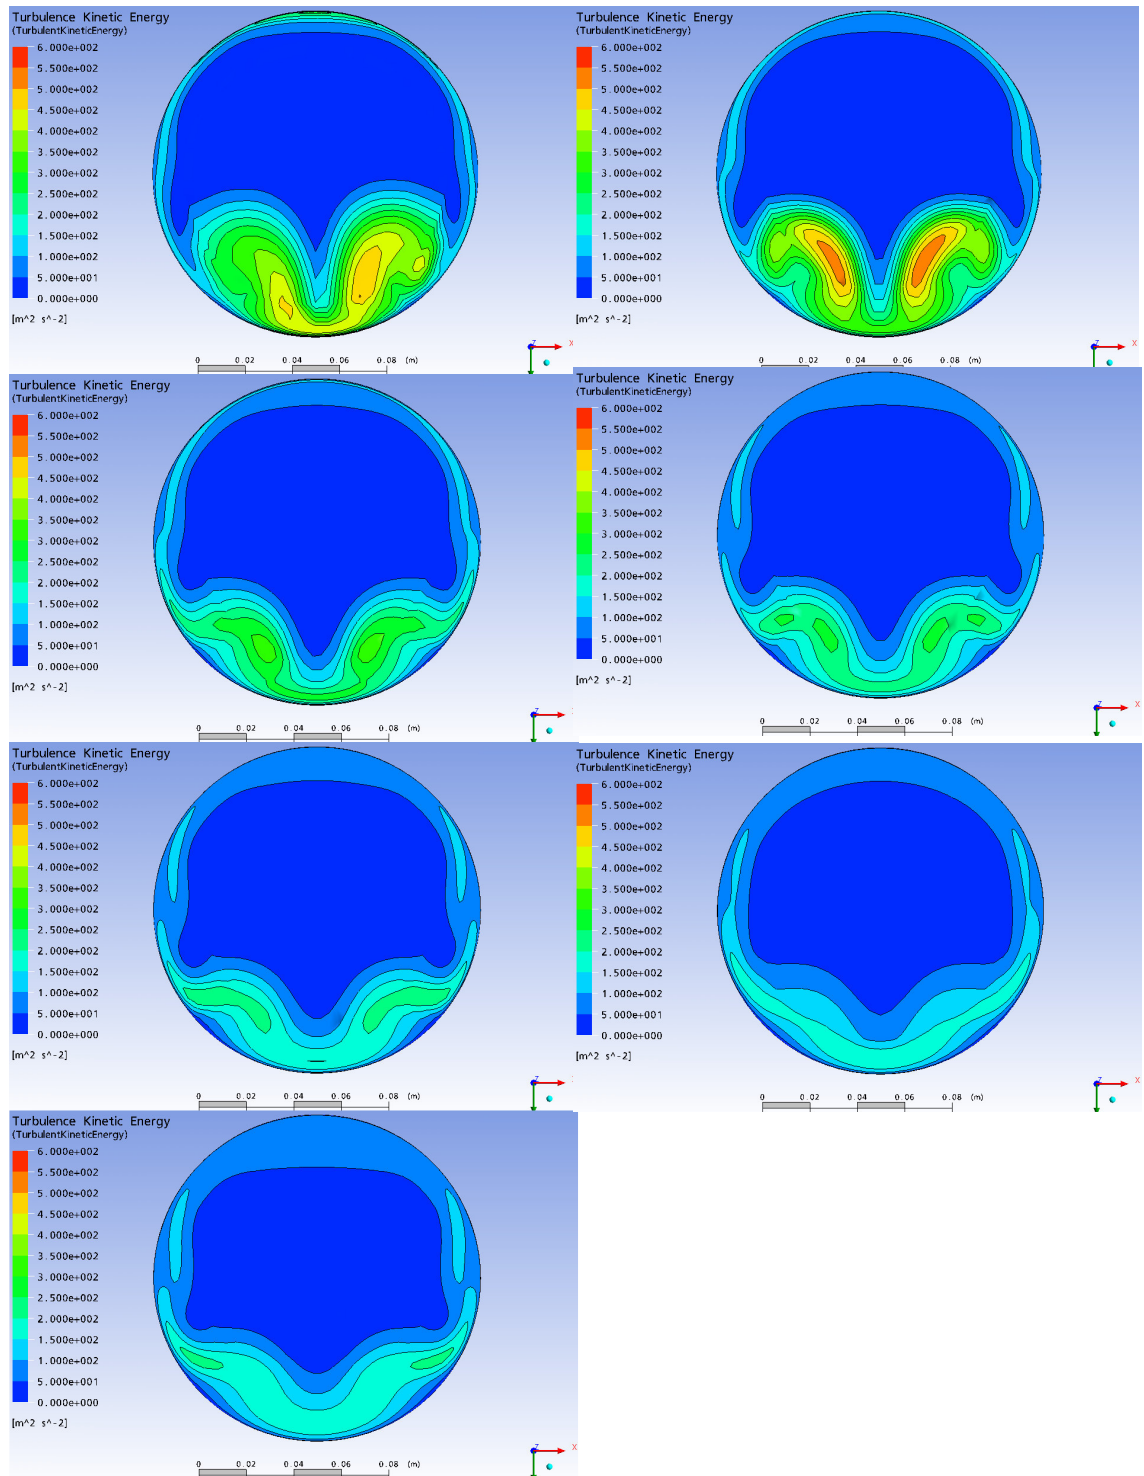 Turbulence Kinetic Energy
(TurbulentKineticEnergy)
6.000e+002
5.500e+002
5.000e+002
4.500e+002
4.000e+002
3.500e+002
3.000e+002
2.500e+002
2.000e+002
1.500e+002
1.000e+002
5.000e+001
0.000e+000
[m^2 s^-2]
0 0.02 0.04 0.06 0.08 (m)
Z X
Turbulence Kinetic Energy
(TurbulentKineticEnergy)
6.000e+002
5.500e+002
5.000e+002
4.500e+002
4.000e+002
3.500e+002
3.000e+002
2.500e+002
2.000e+002
1.500e+002
1.000e+002
5.000e+001
0.000e+000
[m^2 s^-2]
0 0.02 0.04 0.06 0.08 (m)
Z X
Turbulence Kinetic Energy
(TurbulentKineticEnergy)
6.000e+002
5.500e+002
5.000e+002
4.500e+002
4.000e+002
3.500e+002
3.000e+002
2.500e+002
2.000e+002
1.500e+002
1.000e+002
5.000e+001
0.000e+000
[m^2 s^-2]
0 0.02 0.04 0.06 0.08 (m)
Z
Turbulence Kinetic Energy
(TurbulentKineticEnergy)
6.000e+002
5.500e+002
5.000e+002
4.500e+002
4.000e+002
3.500e+002
3.000e+002
2.500e+002
2.000e+002
1.500e+002
1.000e+002
5.000e+001
0.000e+000
[m^2 s^-2]
0 0.02 0.04 0.06 0.08 (m)
Z X
Turbulence Kinetic Energy
(TurbulentKineticEnergy)
6.000e+002
5.500e+002
5.000e+002
4.500e+002
4.000e+002
3.500e+002
3.000e+002
2.500e+002
2.000e+002
1.500e+002
1.000e+002
5.000e+001
0.000e+000
[m^2 s^-2]
0 0.02 0.04 0.06 0.08 (m)
Z
Turbulence Kinetic Energy
(TurbulentKineticEnergy)
6.000e+002
5.500e+002
5.000e+002
4.500e+002
4.000e+002
3.500e+002
3.000e+002
2.500e+002
2.000e+002
1.500e+002
1.000e+002
5.000e+001
0.000e+000
[m^2 s^-2]
0 0.02 0.04 0.06 0.08 (m)
Z X
Turbulence Kinetic Energy
(TurbulentKineticEnergy)
6.000e+002
5.500e+002
5.000e+002
4.500e+002
4.000e+002
3.500e+002
3.000e+002
2.500e+002
2.000e+002
1.500e+002
1.000e+002
5.000e+001
0.000e+000
[m^2 s^-2]
0 0.02 0.04 0.06 0.08 (m)
Z X